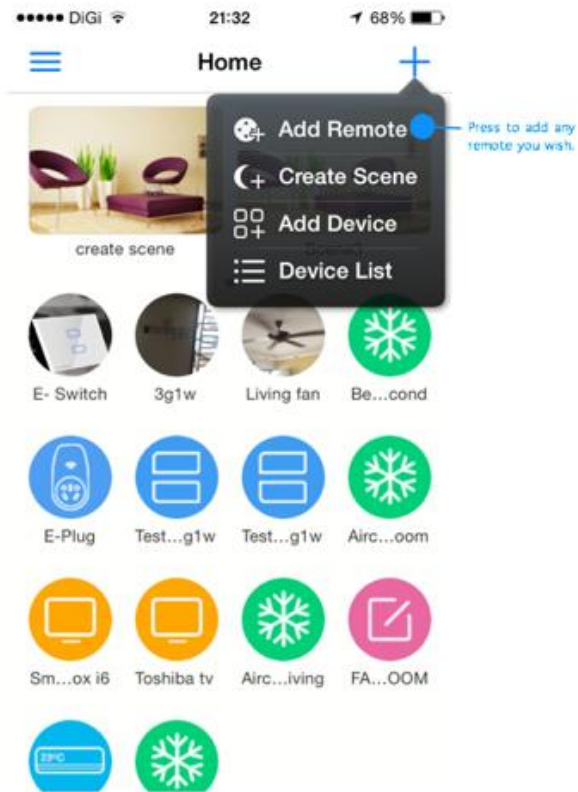 DiGi 21:32 68%
Home
Add Remote
Press to add any
remote you wish.
Create Scene
Add Device
create scene
Device List
E- Switch 3g1w Living fan Be...cond
E-Plug Test...g1w Test...g1w Airc...oom
Sm...ox i6 Toshiba tv Airc...iving FA...OOM
23ºC